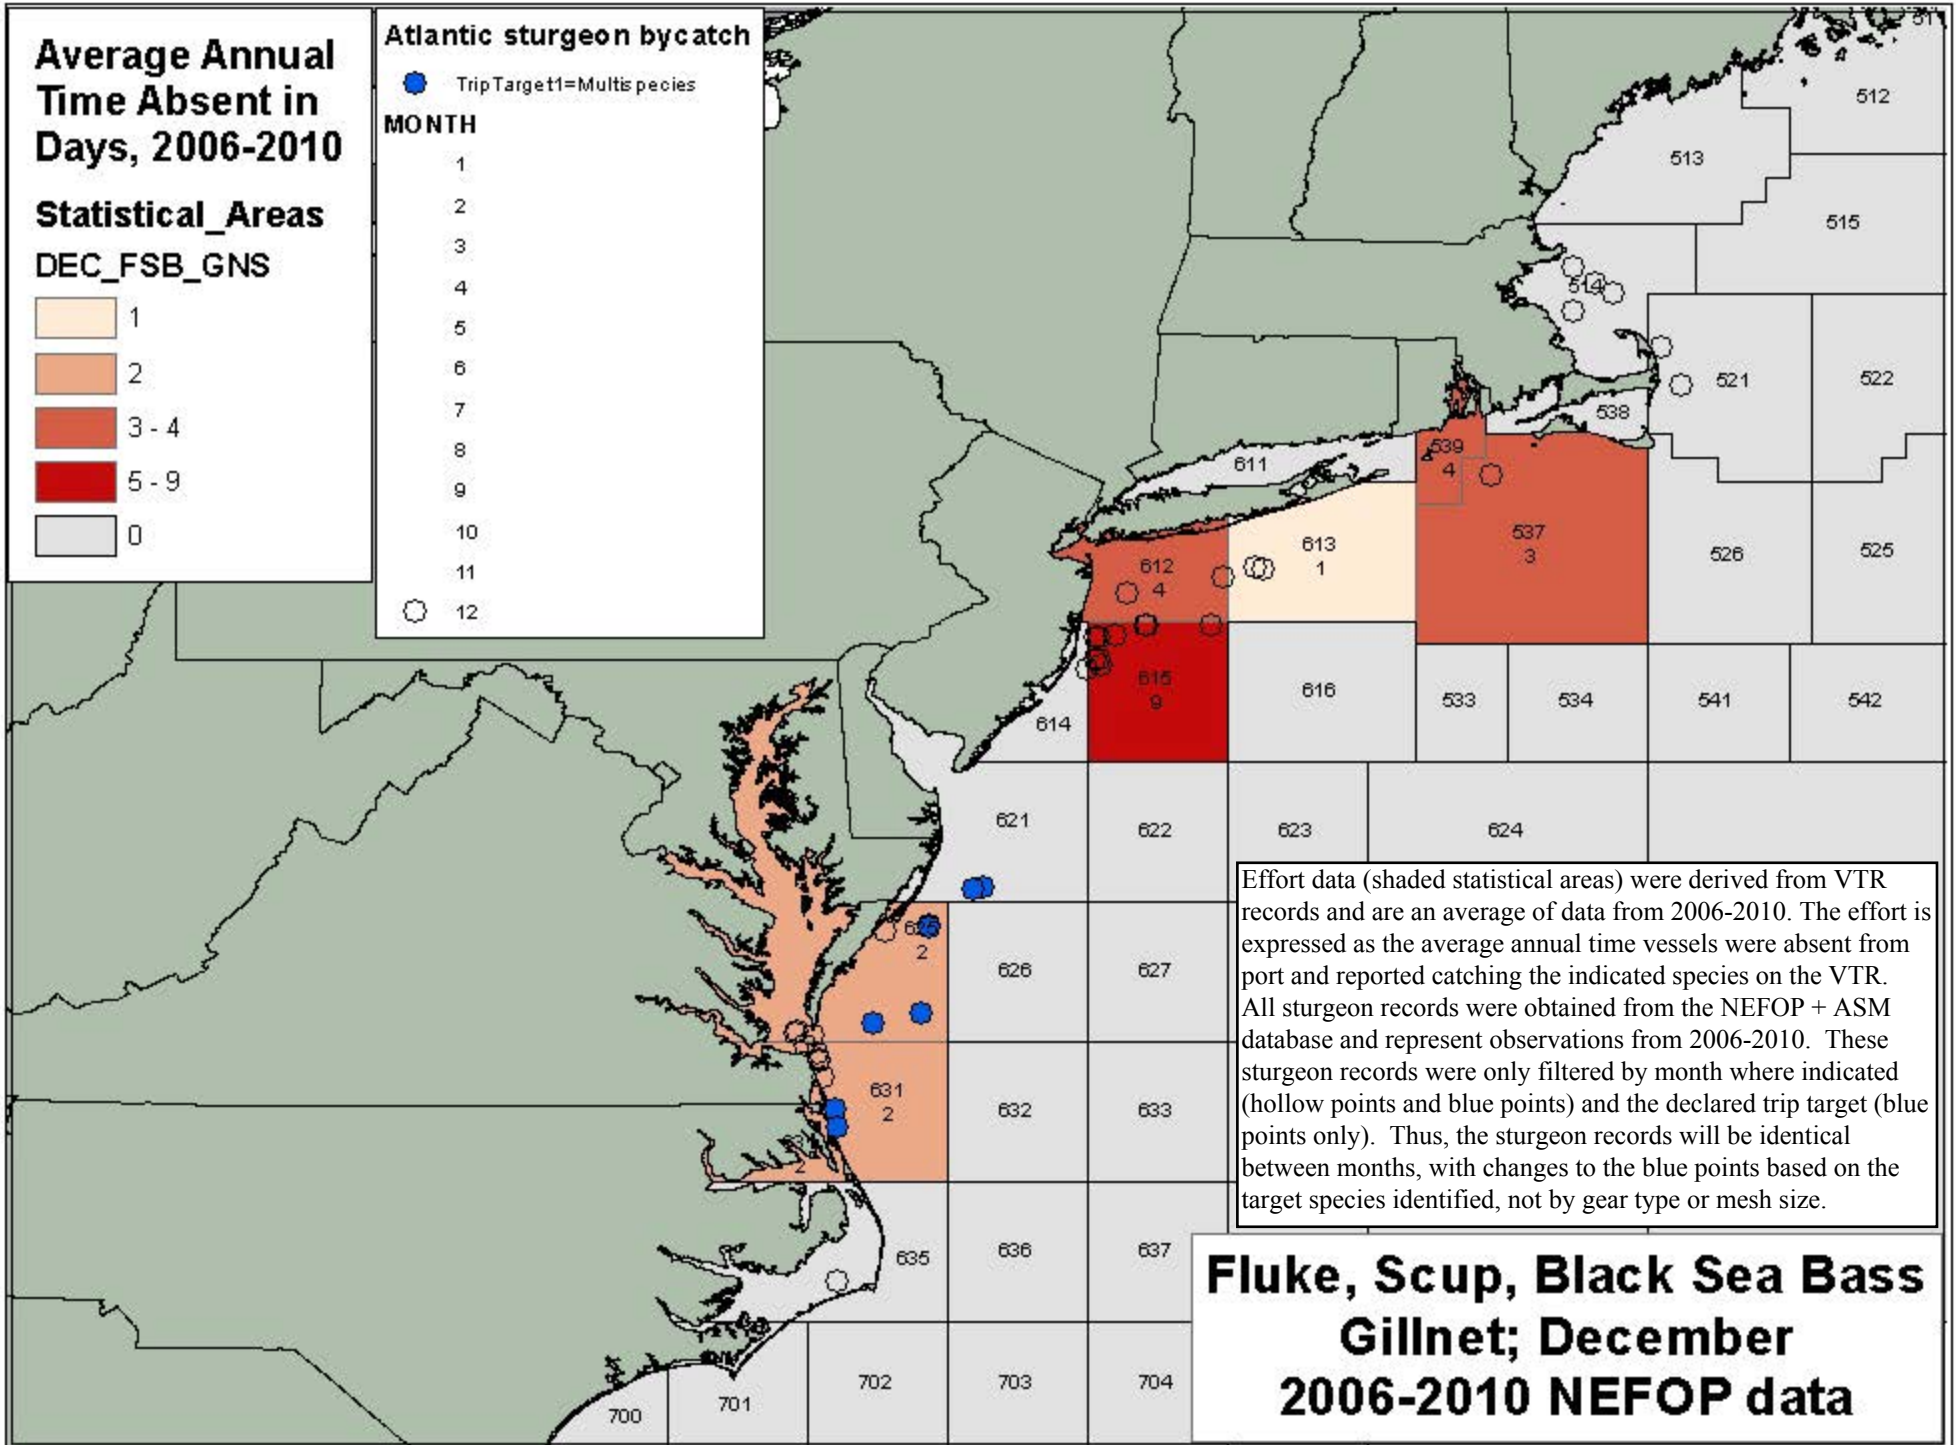 Average Annual
Time Absent in
Days, 2006-2010
Statistical_Areas
DEC_FSB_GNS
1
2
3 - 4
5 - 9
0
Atlantic sturgeon bycatch
TripTarget1=Multispecies
MONTH
1
2
3
4
5
6
7
8
9
10
11
12
511
512
513
515
514
521
522
538
539
4
611
613
1
537
3
526
525
612
4
615
9
616
533
534
541
542
614
621
622
623
624
625
2
626
627
631
2
632
633
2
635
636
637
700
701
702
703
704
Effort data (shaded statistical areas) were derived from VTR
records and are an average of data from 2006-2010. The effort is
expressed as the average annual time vessels were absent from
port and reported catching the indicated species on the VTR.
All sturgeon records were obtained from the NEFOP + ASM
database and represent observations from 2006-2010.  These
sturgeon records were only filtered by month where indicated
(hollow points and blue points) and the declared trip target (blue
points only).  Thus, the sturgeon records will be identical
between months, with changes to the blue points based on the
target species identified, not by gear type or mesh size.
Fluke, Scup, Black Sea Bass
Gillnet; December
2006-2010 NEFOP data